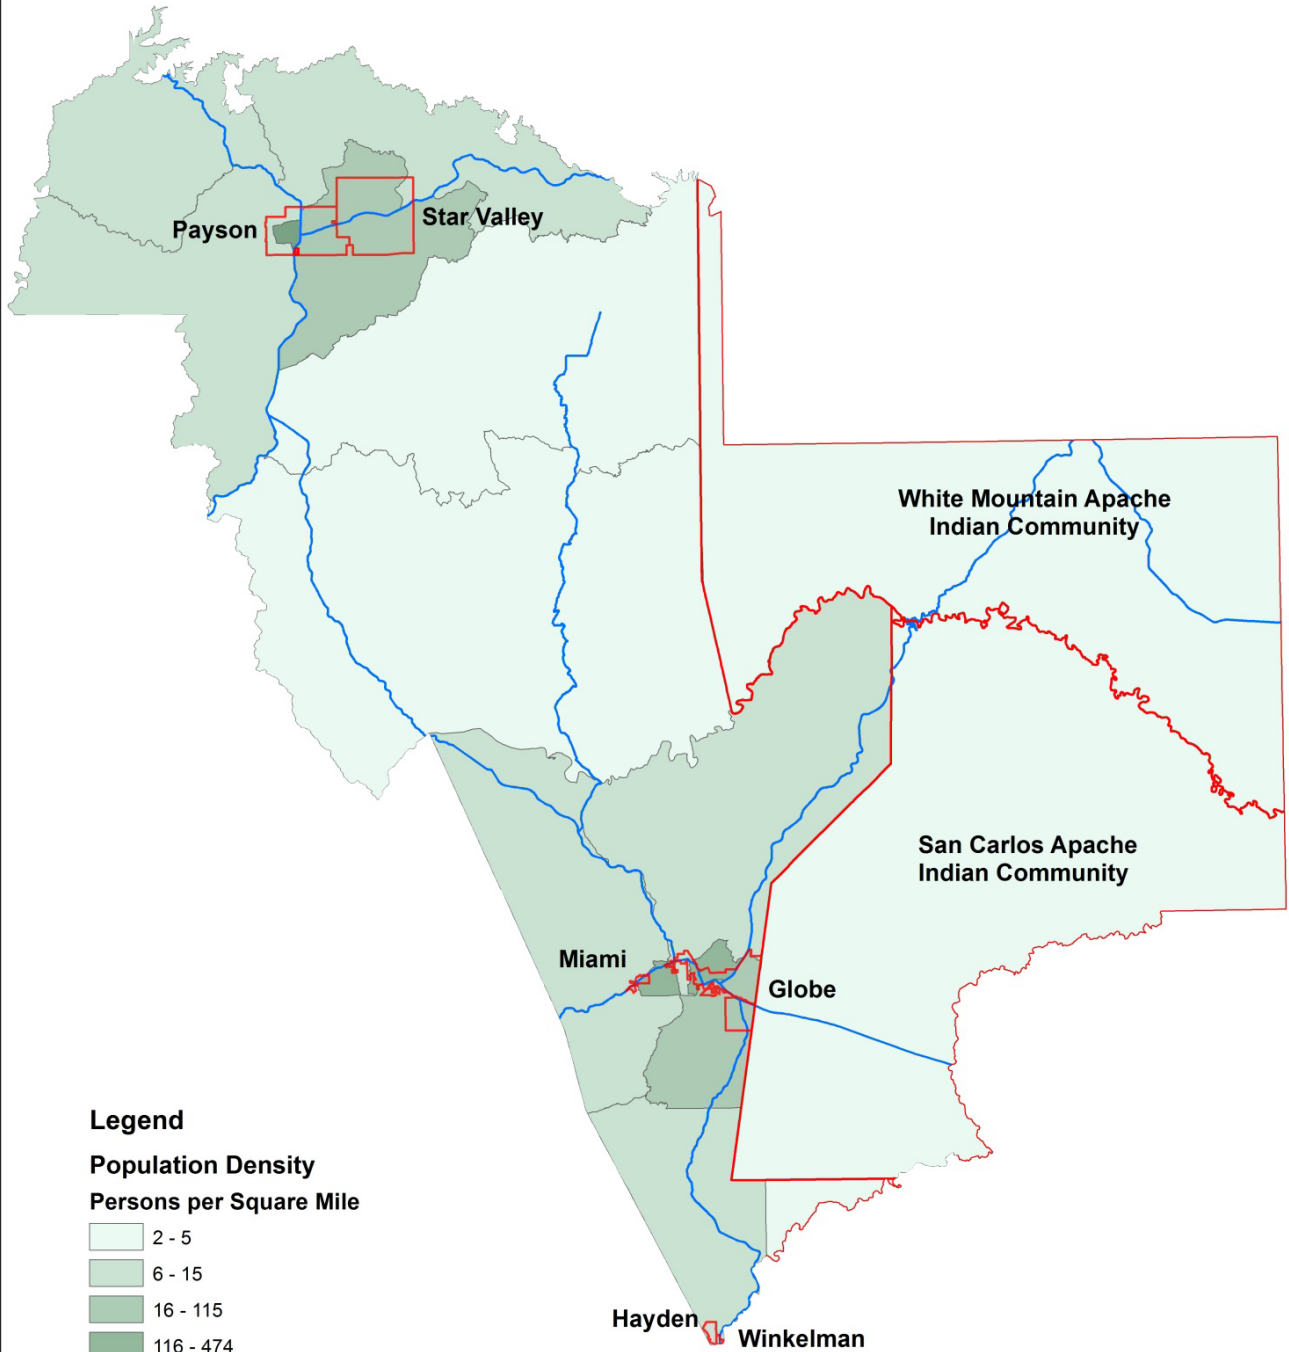 Payson
Star Valley
White Mountain Apache
Indian Community
San Carlos Apache
Indian Community
Miami
Globe
Legend
Population Density
Persons per Square Mile
2 - 5
6 - 15
16 - 115
116 - 474
Hayden
Winkelman